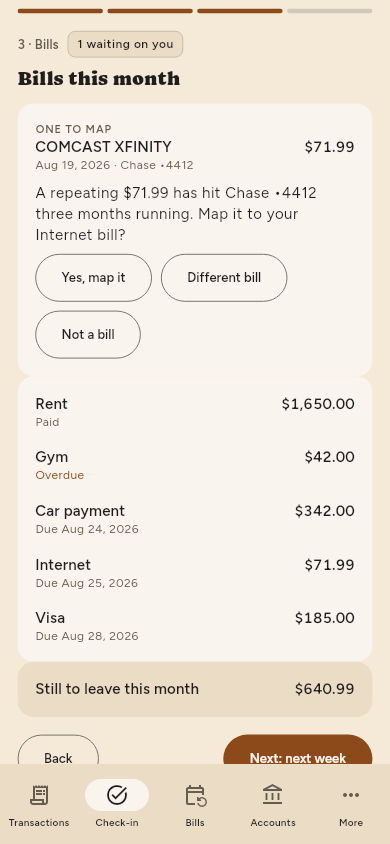 3 · Bills
1 waiting on you
Bills this month
ONE TO MAP
COMCAST XFINITY $71.99
Aug 19, 2026 · Chase •4412
A repeating $71.99 has hit Chase •4412
three months running. Map it to your
Internet bill?
Yes, map it
Different bill
Not a bill
Rent $1,650.00
Paid
Gym $42.00
Overdue
Car payment $342.00
Due Aug 24, 2026
Internet $71.99
Due Aug 25, 2026
Visa $185.00
Due Aug 28, 2026
Still to leave this month $640.99
Back
Next: next week
Transactions
Check-in
Bills
Accounts
More